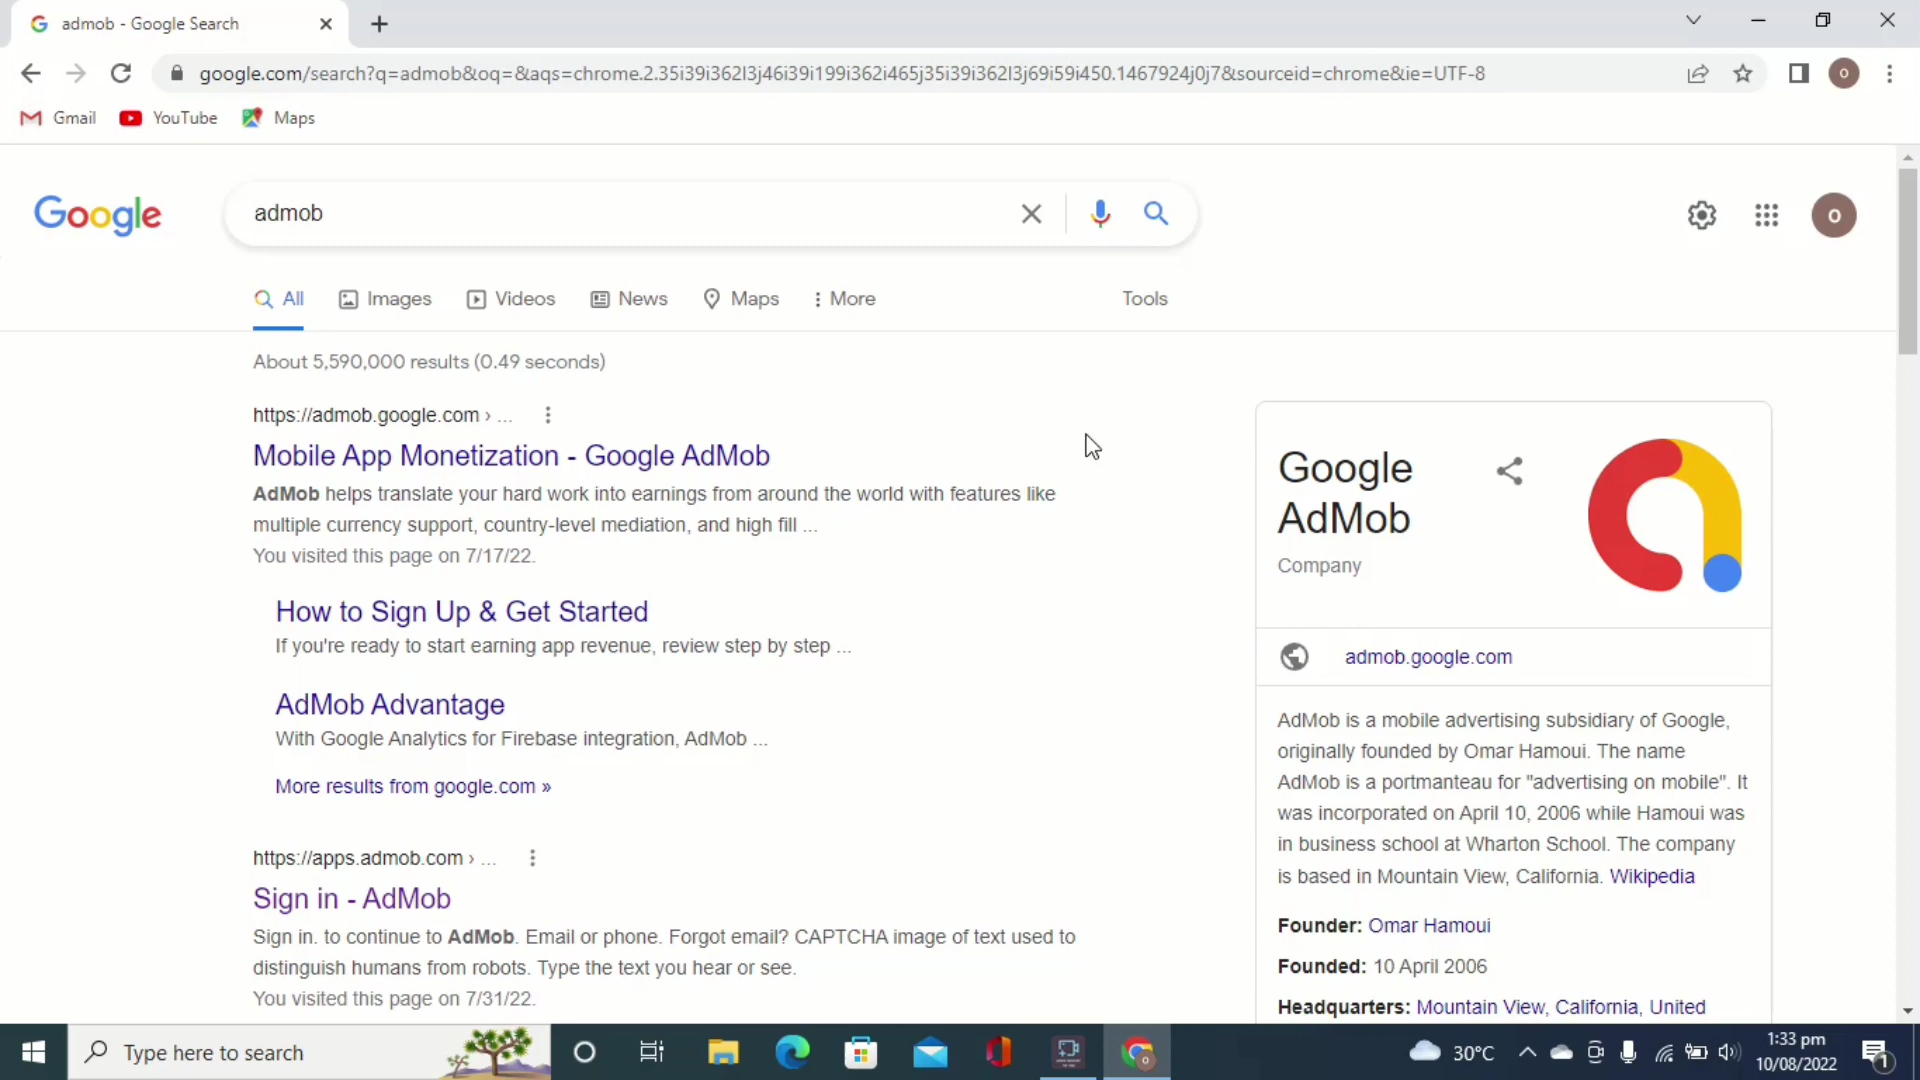 admob - Google Search
google.com/search?q=admob&oq=&aqs=chrome.2.35i39i362l3j46i39i199i362i465j35i39i362l3j69i59i450.1467924j0j7&sourceid=chrome&ie=UTF-8
O
Gmail YouTube Maps
Google
admob
O
All Images Videos News Maps More Tools
About 5,590,000 results (0.49 seconds)
https://admob.google.com › ...
Mobile App Monetization - Google AdMob
AdMob helps translate your hard work into earnings from around the world with features like
multiple currency support, country-level mediation, and high fill ...
You visited this page on 7/17/22.
How to Sign Up & Get Started
If you're ready to start earning app revenue, review step by step ...
AdMob Advantage
With Google Analytics for Firebase integration, AdMob ...
More results from google.com »
https://apps.admob.com › ...
Sign in - AdMob
Sign in. to continue to AdMob. Email or phone. Forgot email? CAPTCHA image of text used to
distinguish humans from robots. Type the text you hear or see.
You visited this page on 7/31/22.
Google
AdMob
Company
admob.google.com
AdMob is a mobile advertising subsidiary of Google,
originally founded by Omar Hamoui. The name
AdMob is a portmanteau for "advertising on mobile". It
was incorporated on April 10, 2006 while Hamoui was
in business school at Wharton School. The company
is based in Mountain View, California. Wikipedia
Founder: Omar Hamoui
Founded: 10 April 2006
Headquarters: Mountain View, California, United
Type here to search
30°C
1:33 pm
10/08/2022
1